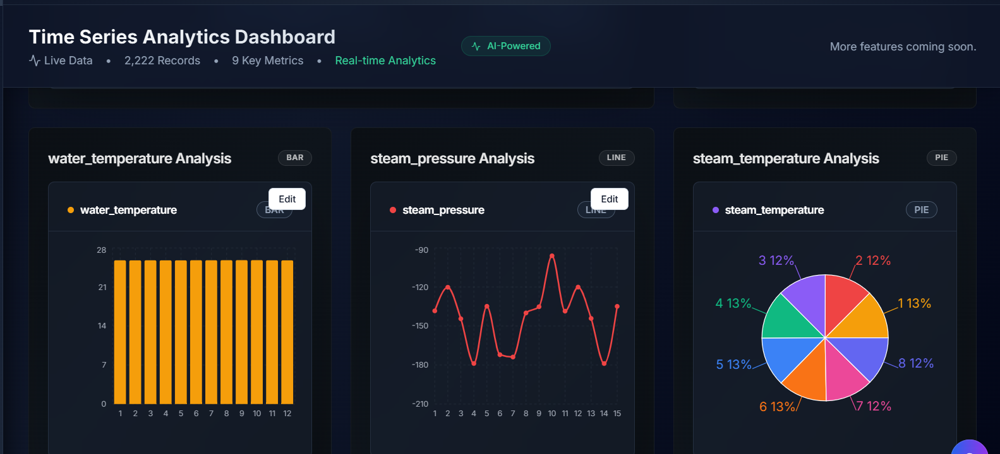 Time Series Analytics Dashboard
Live Data • 2,222 Records • 9 Key Metrics • Real-time Analytics
AI-Powered
More features coming soon.
water_temperature Analysis
BAR
water_temperature
BAR
Edit
28
21
14
7
0
1 2 3 4 5 6 7 8 9 10 11 12
steam_pressure Analysis
LINE
steam_pressure
LINE
Edit
-90
-120
-150
-180
-210
1 2 3 4 5 6 7 8 9 10 11 12 13 14 15
steam_temperature Analysis
PIE
steam_temperature
PIE
3 12%
2 12%
4 13%
1 13%
5 13%
8 12%
6 13%
7 12%